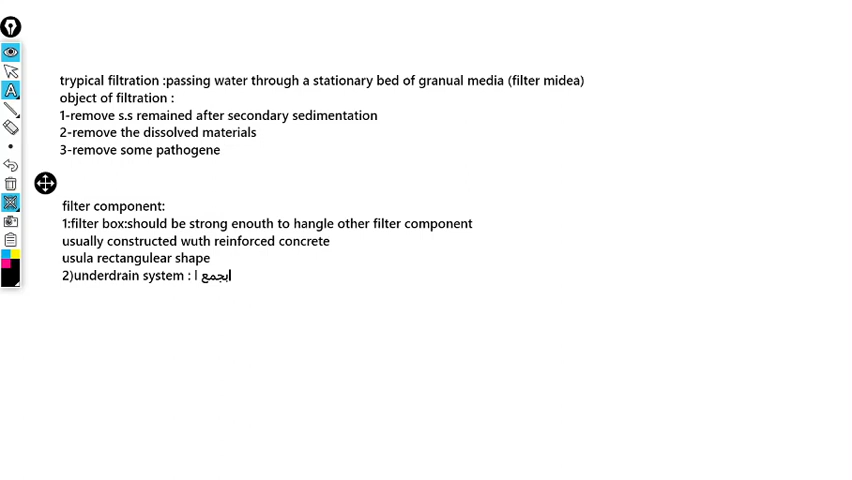 trypical filtration :passing water through a stationary bed of granual media (filter midea)
object of filtration :
1-remove s.s remained after secondary sedimentation
2-remove the dissolved materials
3-remove some pathogene
filter component:
1:filter box:should be strong enouth to hangle other filter component
usually constructed wuth reinforced concrete
usula rectangulear shape
2)underdrain system : ابجمع ا